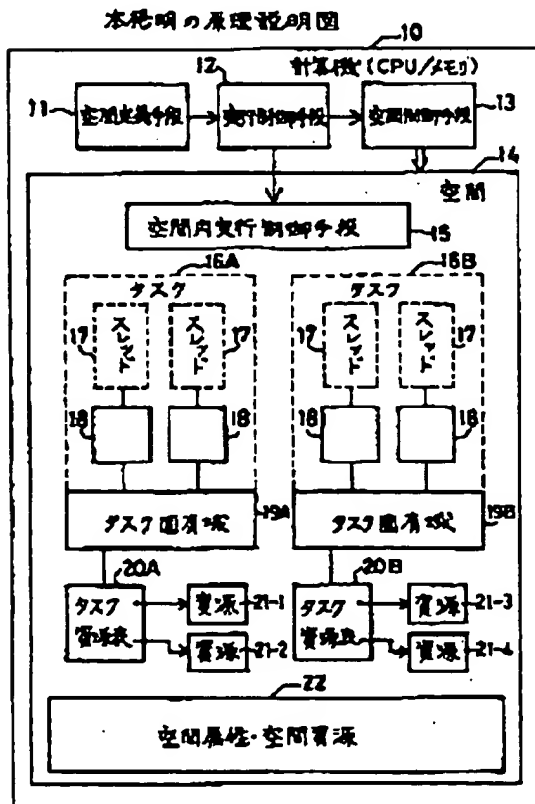 本発明の原理説明図
10
計算機(CPU/メモリ)
11
空間定義手段
12
実行制御手段
空間制御手段
13
14
空間
空間内実行制御手段
15
16A
タスク
16B
タスク
17
スレッド
スレッド
17
17
スレッド
スレッド
17
18
18
18
18
タスク固有域
19A
タスク固有域
19B
20A
タスク
資源表
資源
21-1
資源
21-2
20B
タスク
資源表
資源
21-3
資源
21-4
22
空間属性・空間資源